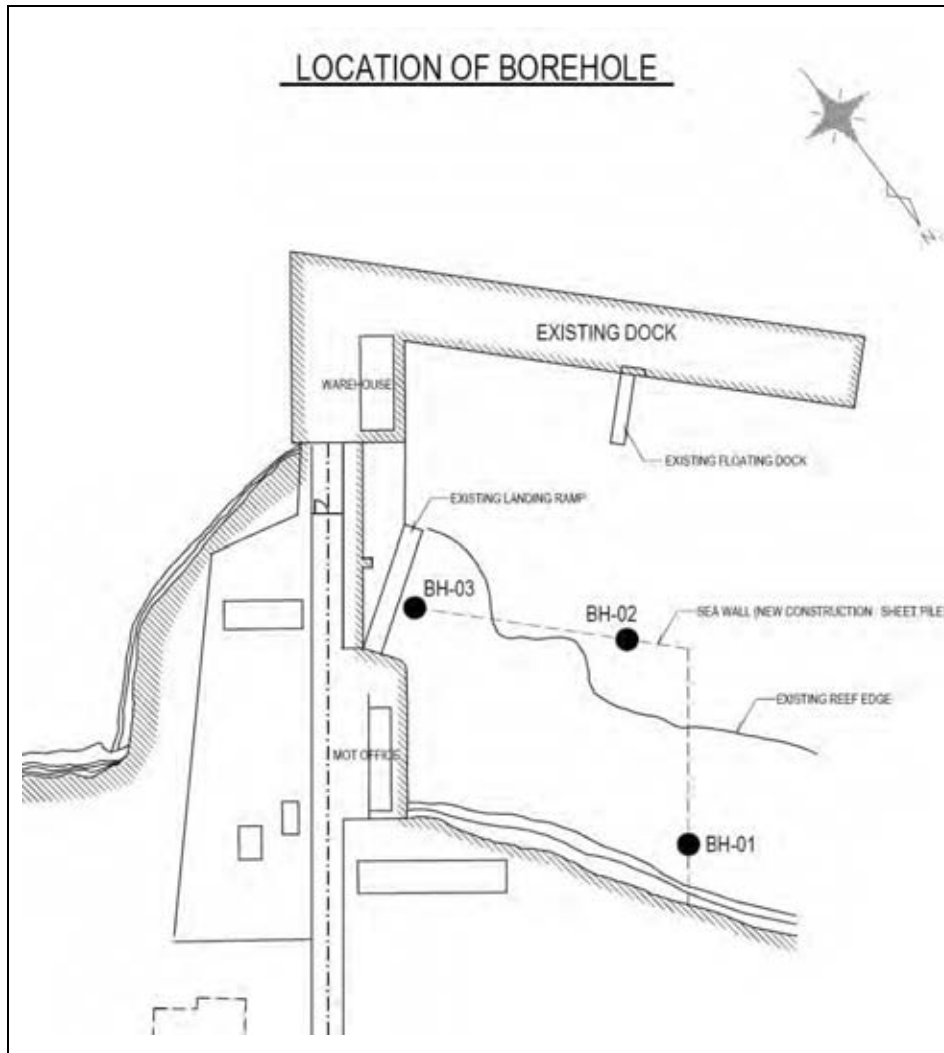 LOCATION OF BOREHOLE
N
EXISTING DOCK
WAREHOUSE
EXISTING FLOATING DOCK
EXISTING LANDING RAMP
BH-03
BH-02
SEA WALL (NEW CONSTRUCTION : SHEET PILE)
EXISTING REEF EDGE
MOT OFFICE
BH-01